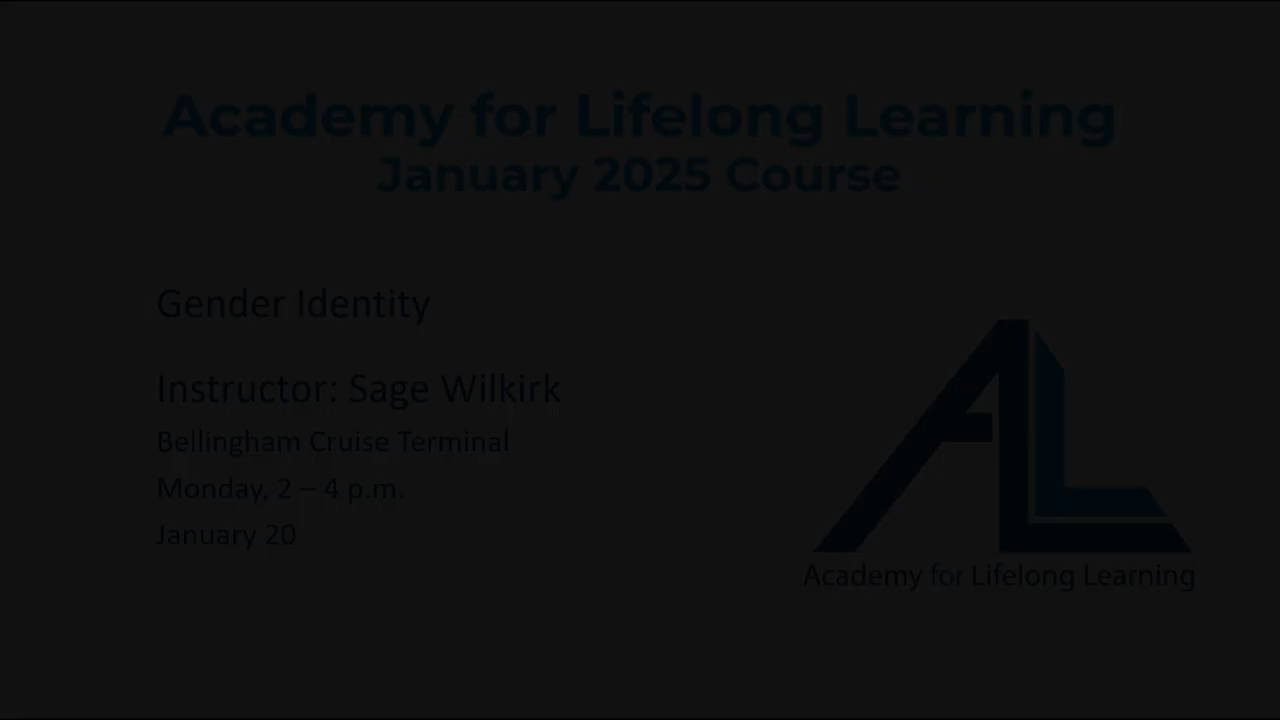 Academy for Lifelong Learning
January 2025 Course
Gender Identity
Instructor: Sage Wilkirk
Bellingham Cruise Terminal
Monday, 2 – 4 p.m.
January 20
AL
Academy for Lifelong Learning